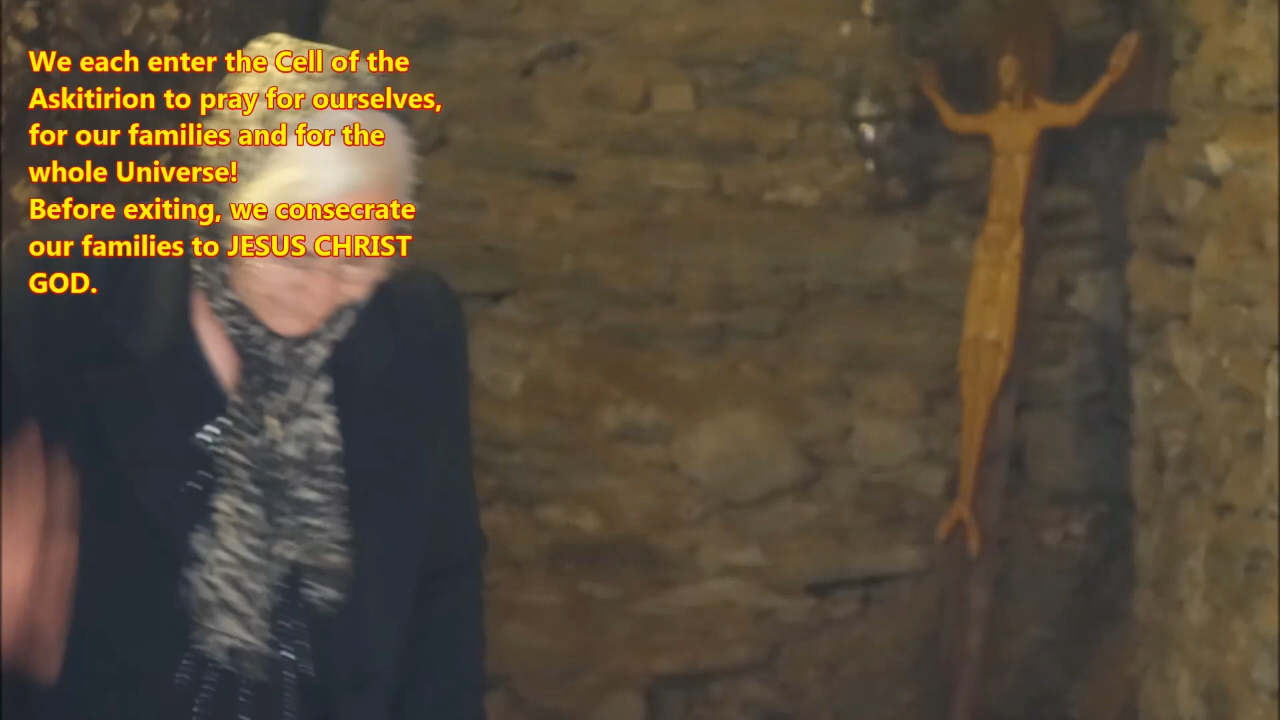 We each enter the Cell of the
Askitirion to pray for ourselves,
for our families and for the
whole Universe!
Before exiting, we consecrate
our families to JESUS CHRIST
GOD.